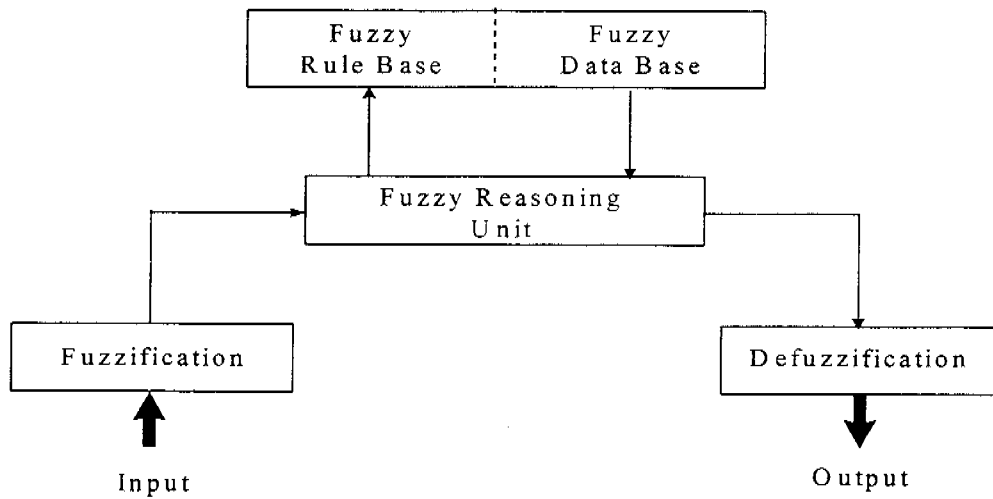 Fuzzy
Rule Base
Fuzzy
Data Base
Fuzzy Reasoning
Unit
Fuzzification
Defuzzification
Input
Output